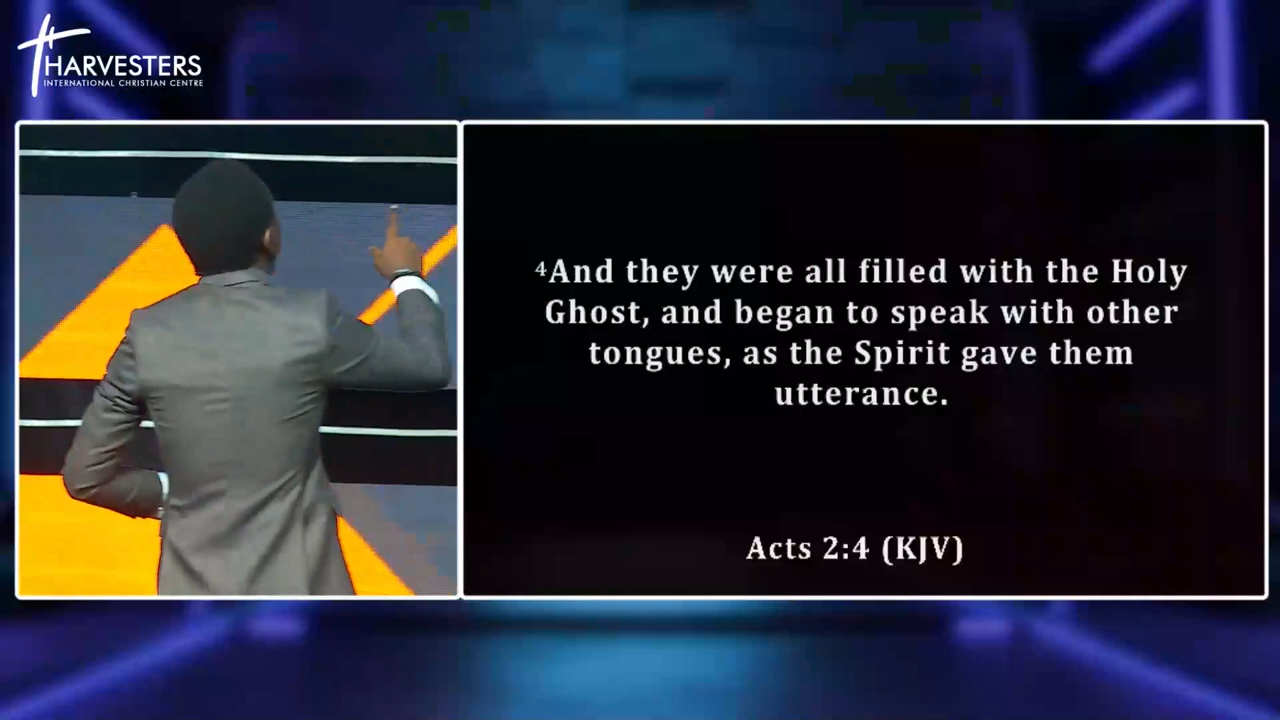 HARVESTERS
INTERNATIONAL CHRISTIAN CENTRE
⁴And they were all filled with the Holy
Ghost, and began to speak with other
tongues, as the Spirit gave them
utterance.
Acts 2:4 (KJV)